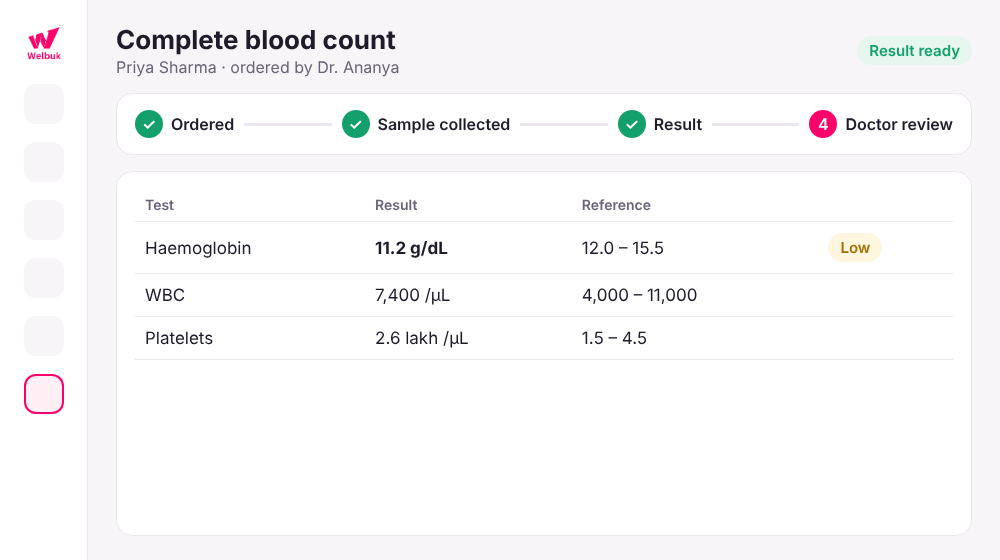 Welbuk
Complete blood count
Priya Sharma · ordered by Dr. Ananya
Result ready
Ordered
Sample collected
Result
4 Doctor review
Test Result Reference
Haemoglobin 11.2 g/dL 12.0 – 15.5 Low
WBC 7,400 /µL 4,000 – 11,000
Platelets 2.6 lakh /µL 1.5 – 4.5